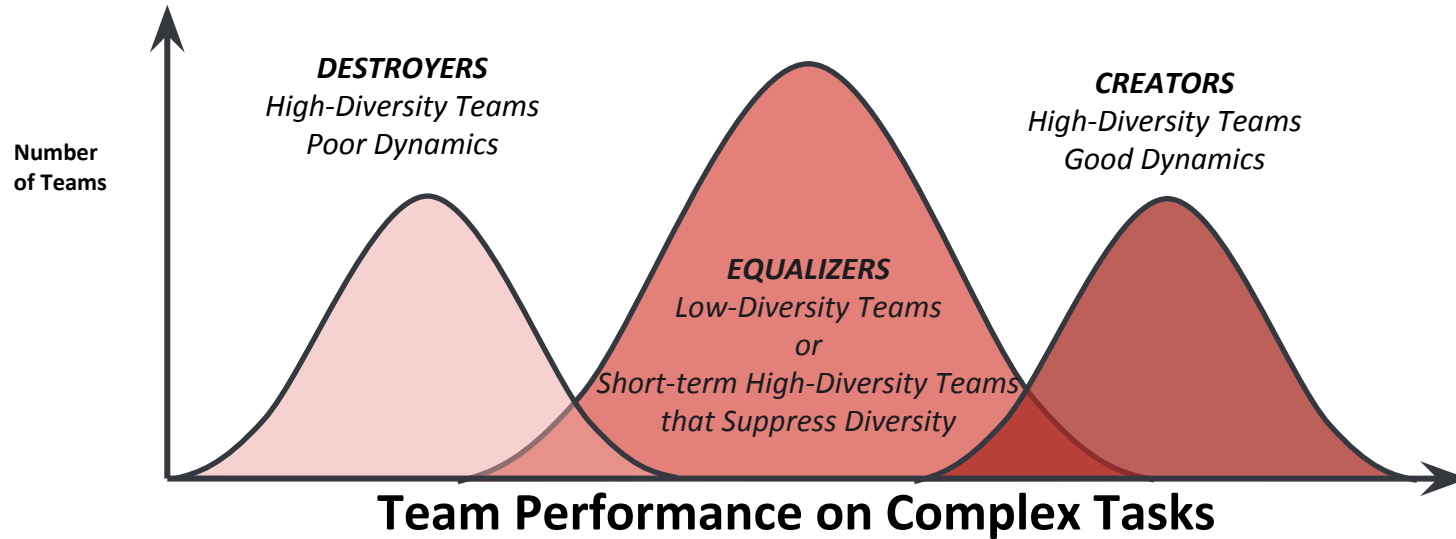 DESTROYERS
High-Diversity Teams
Poor Dynamics
CREATORS
High-Diversity Teams
Good Dynamics
Number
of Teams
EQUALIZERS
Low-Diversity Teams
or
Short-term High-Diversity Teams
that Suppress Diversity
Team Performance on Complex Tasks